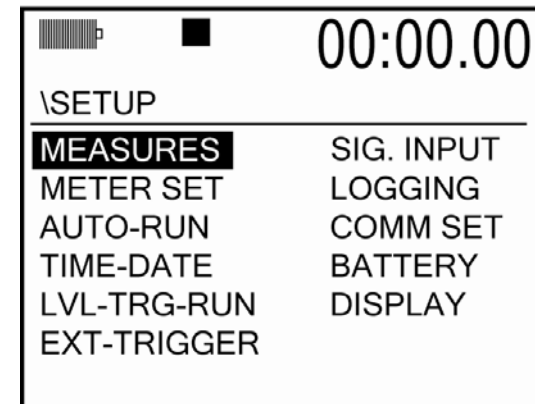 00:00.00
\SETUP
MEASURES SIG. INPUT
METER SET LOGGING
AUTO-RUN COMM SET
TIME-DATE BATTERY
LVL-TRG-RUN DISPLAY
EXT-TRIGGER